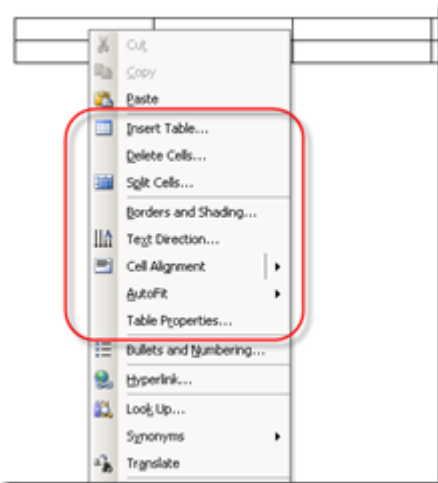 Cut
Copy
Paste
Insert Table...
Delete Cells...
Split Cells...
Borders and Shading...
Text Direction...
Cell Alignment
AutoFit
Table Properties...
Bullets and Numbering...
Hyperlink...
Look Up...
Synonyms
Translate